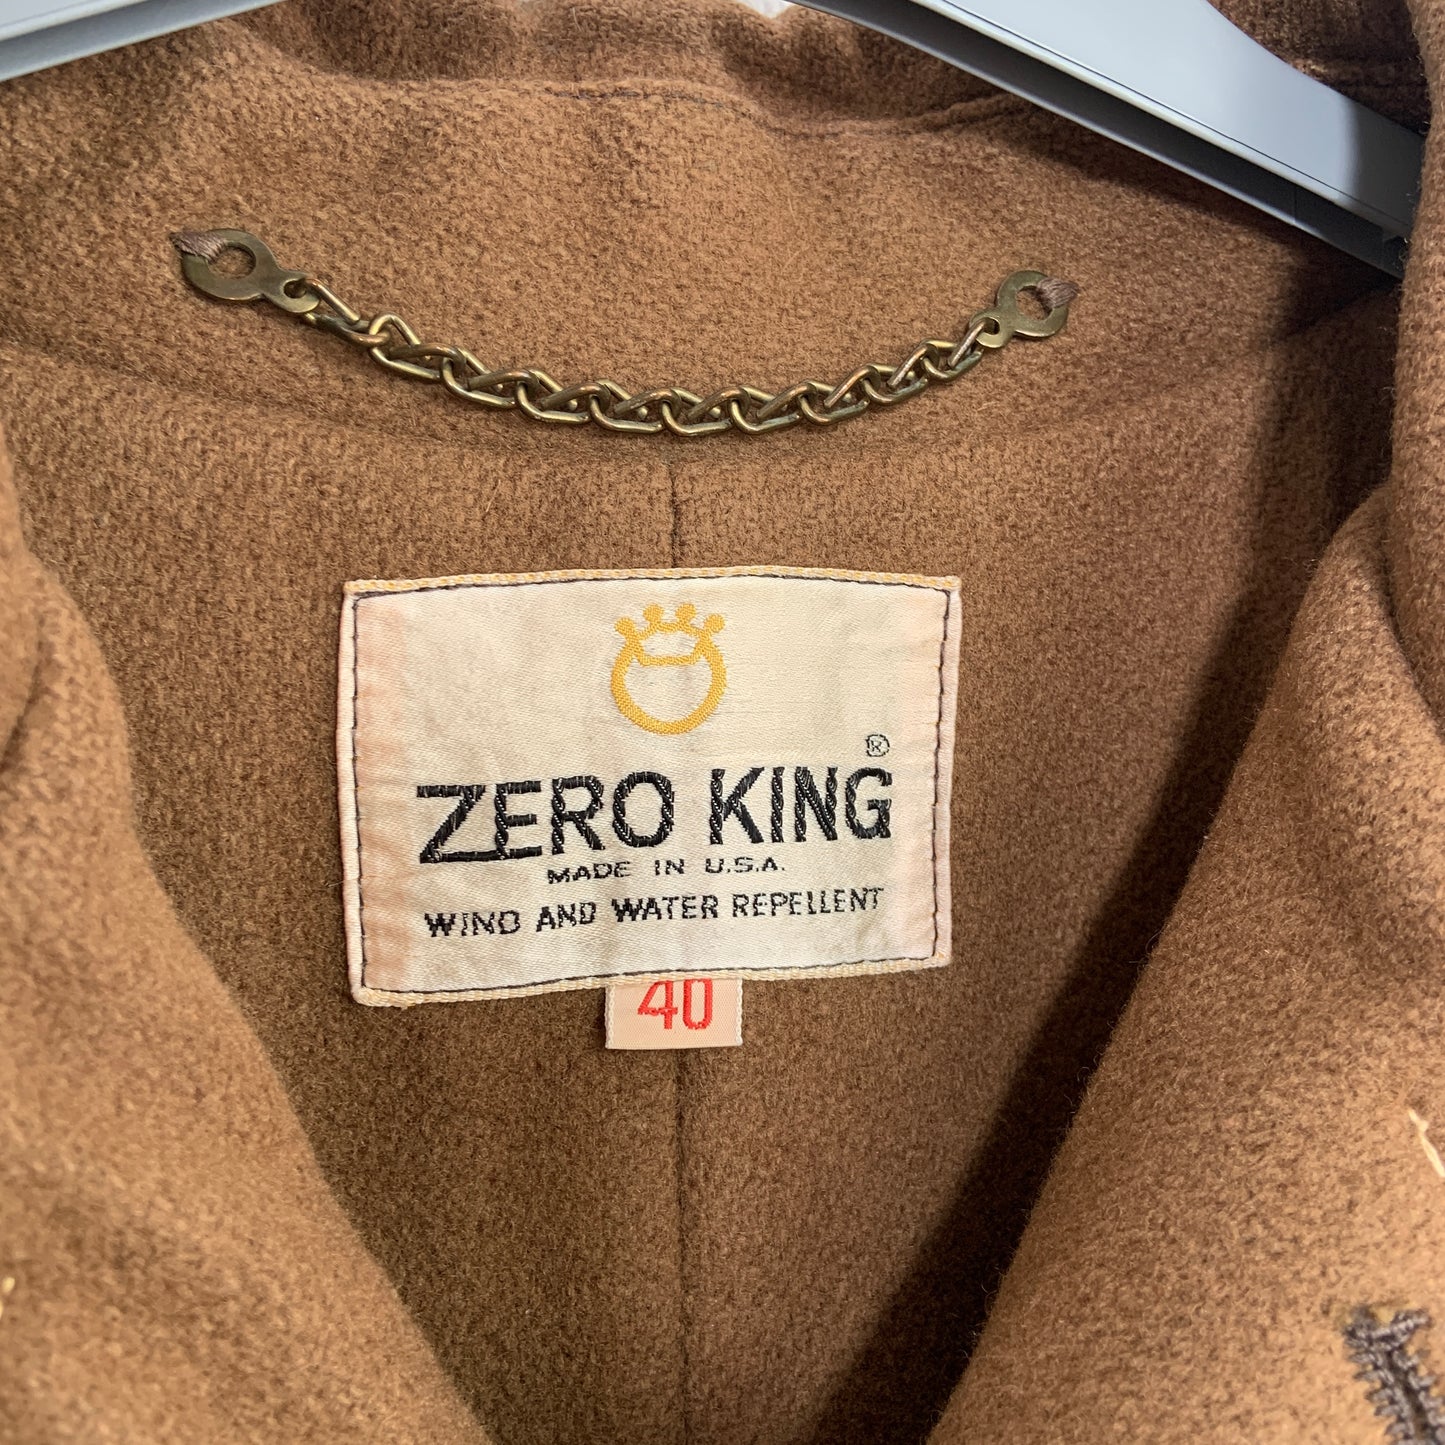 ®
ZERO KING
MADE IN U.S.A.
WIND AND WATER REPELLENT
40